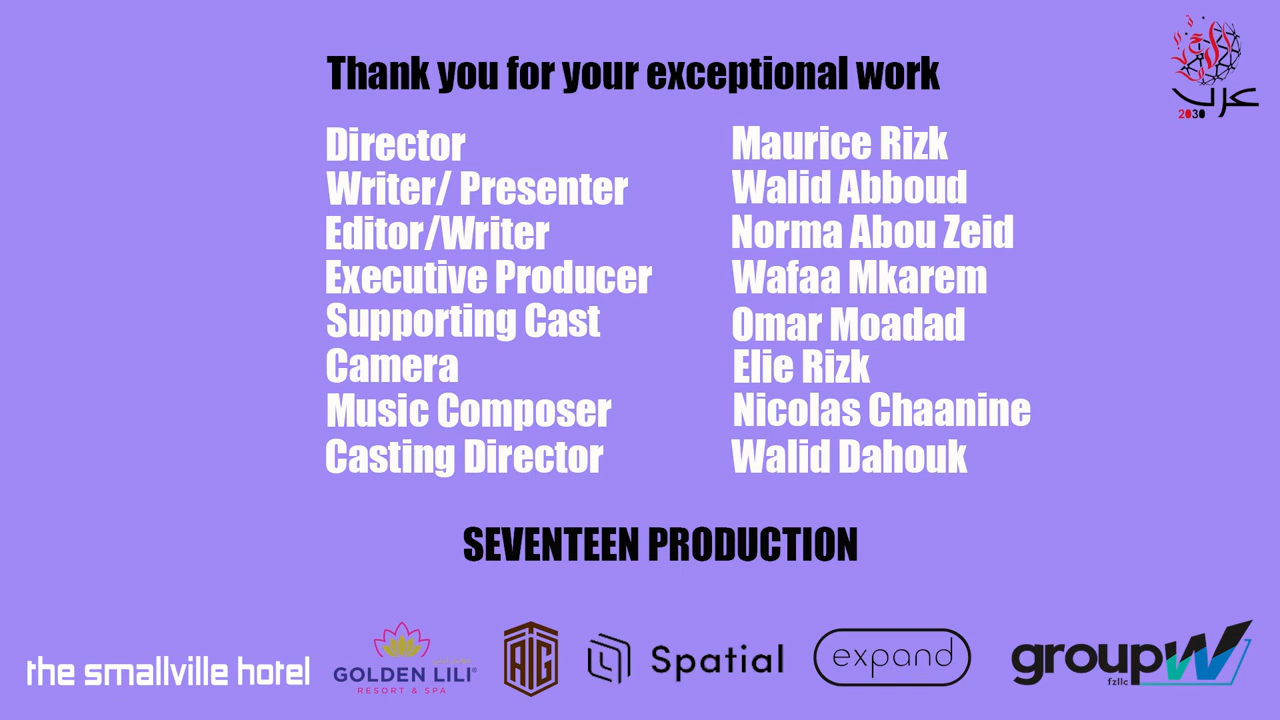 Thank you for your exceptional work
عرب
2030
Director Maurice Rizk
Writer/ Presenter Walid Abboud
Editor/Writer Norma Abou Zeid
Executive Producer Wafaa Mkarem
Supporting Cast Omar Moadad
Camera Elie Rizk
Music Composer Nicolas Chaanine
Casting Director Walid Dahouk
SEVENTEEN PRODUCTION
the smallville hotel
GOLDEN LILI®
RESORT & SPA
ATG
Spatial
expand
groupW
fzllc